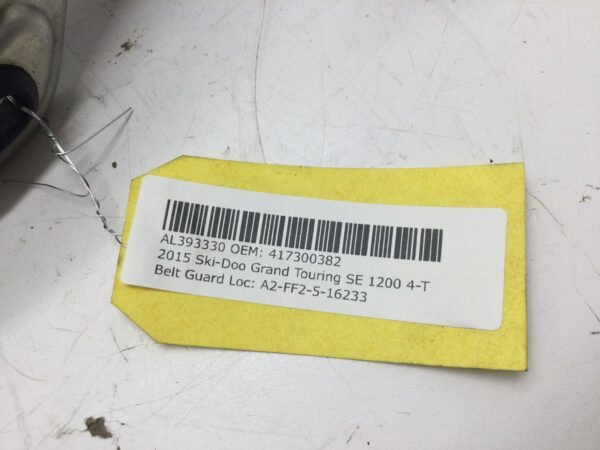 AL393330 OEM: 417300382
2015 Ski-Doo Grand Touring SE 1200 4-T
Belt Guard Loc: A2-FF2-5-16233